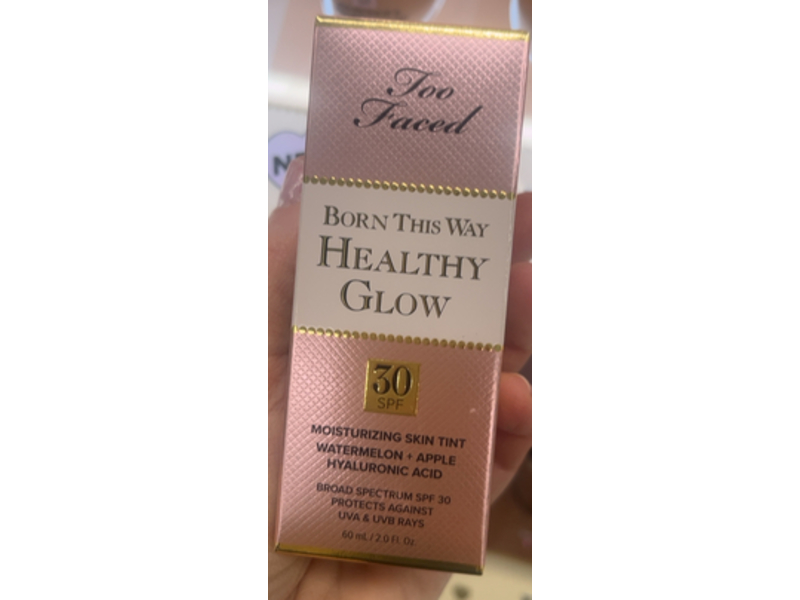 Too
Faced
BORN THIS WAY
HEALTHY
GLOW
30
SPF
MOISTURIZING SKIN TINT
WATERMELON + APPLE
HYALURONIC ACID
BROAD SPECTRUM SPF 30
PROTECTS AGAINST
UVA & UVB RAYS
60 mL / 2.0 Fl. Oz.